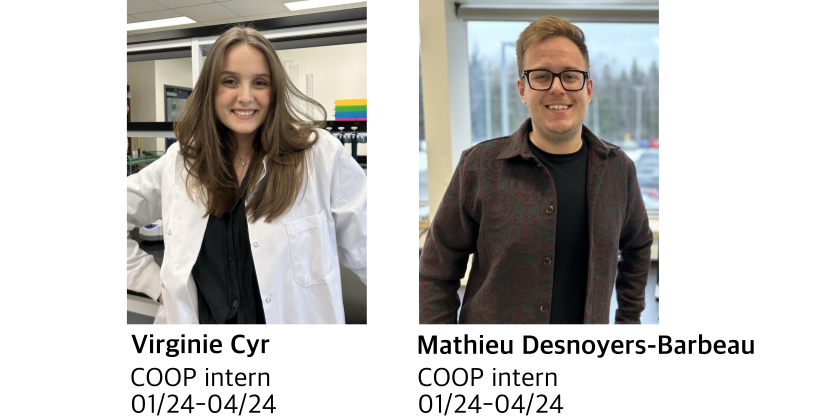 Virginie Cyr
COOP intern
01/24-04/24
Mathieu Desnoyers-Barbeau
COOP intern
01/24-04/24